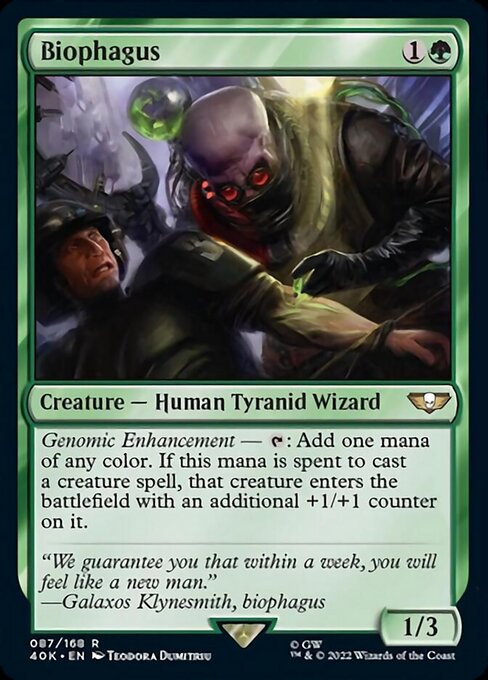 Biophagus 1
Creature — Human Tyranid Wizard
Genomic Enhancement — : Add one mana
of any color. If this mana is spent to cast
a creature spell, that creature enters the
battlefield with an additional +1/+1 counter
on it.
“We guarantee you that within a week, you will
feel like a new man.”
—Galaxos Klynesmith, biophagus
1/3
087/168 R
40K • EN Teodora Dumitriu
© GW
™ & © 2022 Wizards of the Coast